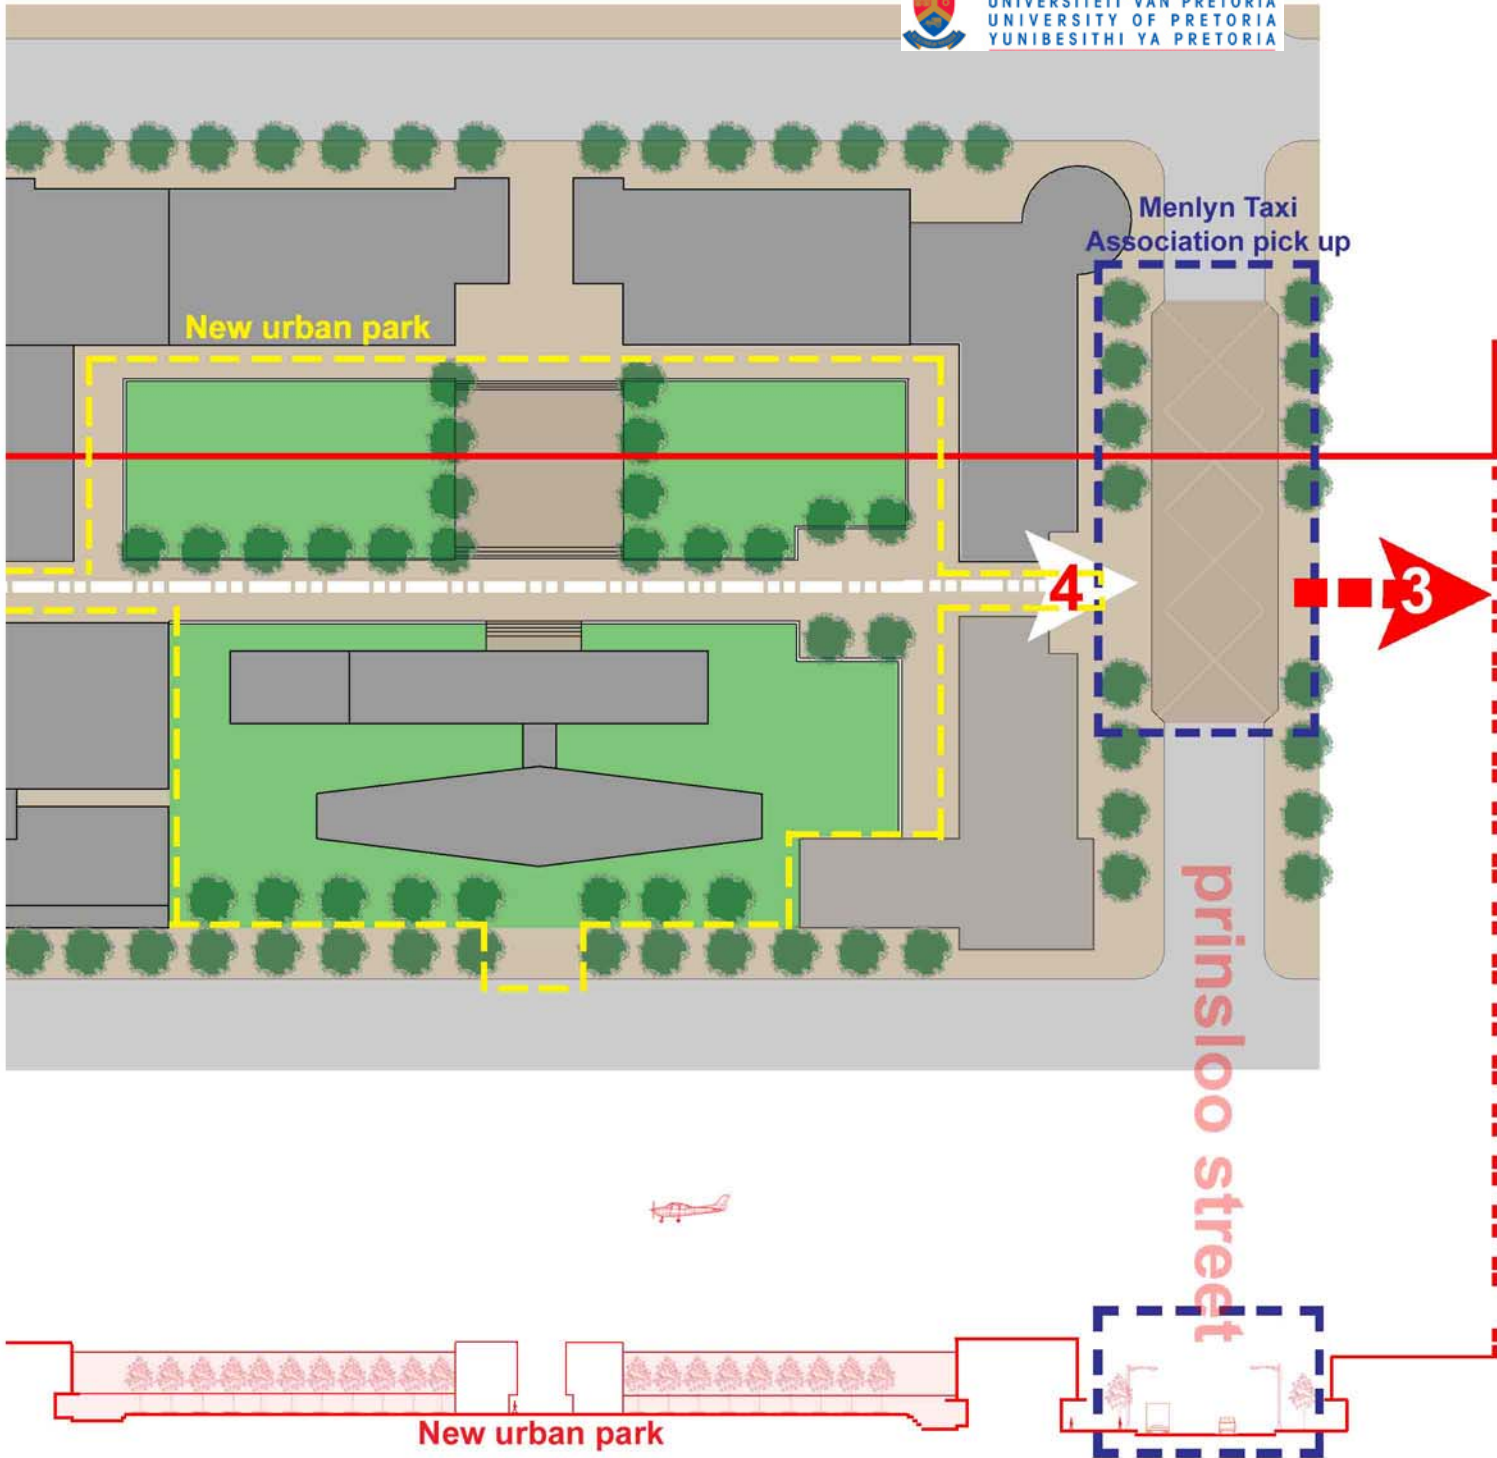 UNIVERSITEIT VAN PRETORIA
UNIVERSITY OF PRETORIA
YUNIBESITHI YA PRETORIA
Menlyn Taxi
Association pick up
New urban park
4
3
prinsloo street
New urban park